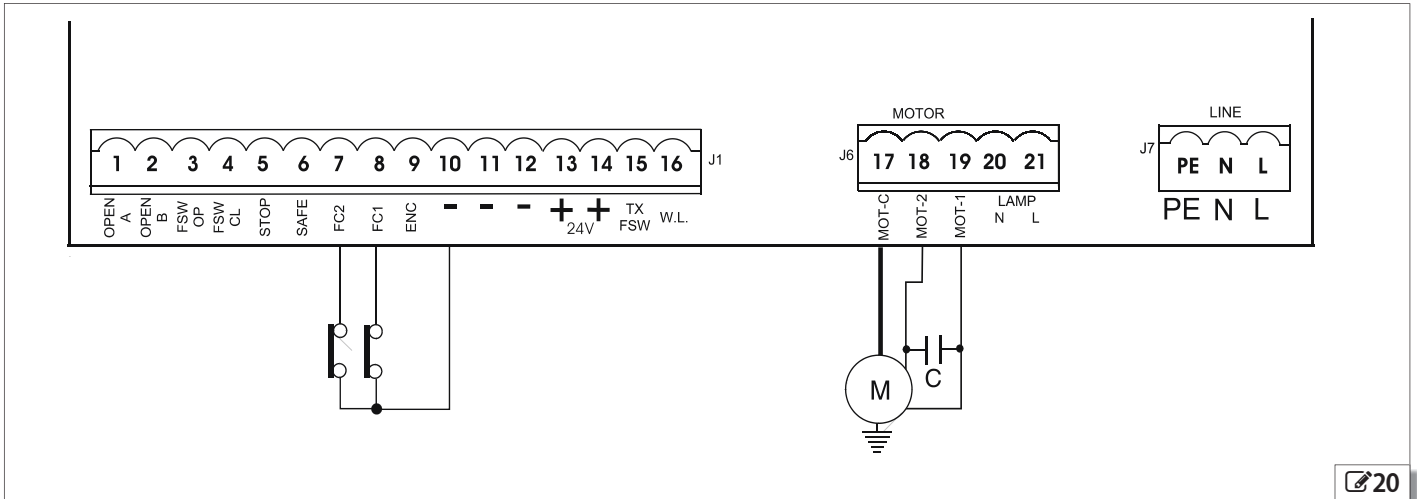 MOTOR
LINE
1 2 3 4 5 6 7 8 9 10 11 12 13 14 15 16 J1
J6 17 18 19 20 21
J7 PE N L
OPEN A
OPEN B
FSW OP
FSW CL
STOP
SAFE
FC2
FC1
ENC
- - - + +
24V
TX FSW
W.L.
MOT-C
MOT-2
MOT-1
LAMP
N L
PE N L
C
M
20